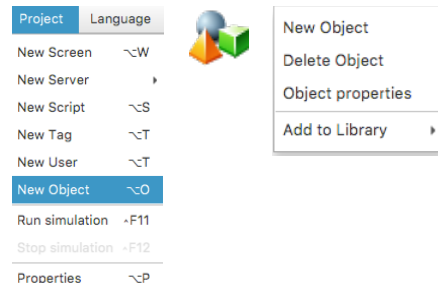 Project Language
New Screen ⌥W
New Server
New Script ⌥S
New Tag ⌥T
New User ⌥T
New Object ⌥O
Run simulation F11
Stop simulation F12
Properties ⌥P
New Object
Delete Object
Object properties
Add to Library